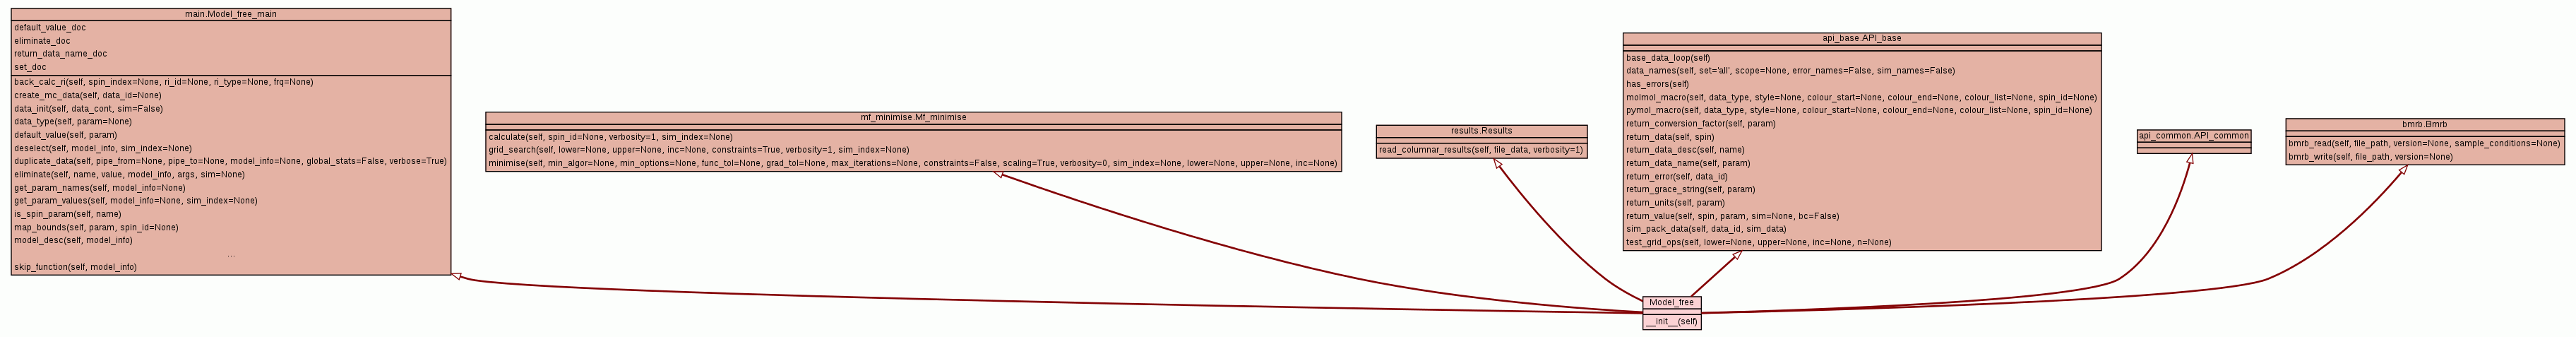 main.Model_free_main
default_value_doc
eliminate_doc
return_data_name_doc
set_doc
back_calc_ri(self, spin_index=None, ri_id=None, ri_type=None, frq=None)
create_mc_data(self, data_id=None)
data_init(self, data_cont, sim=False)
data_type(self, param=None)
default_value(self, param)
deselect(self, model_info, sim_index=None)
duplicate_data(self, pipe_from=None, pipe_to=None, model_info=None, global_stats=False, verbose=True)
eliminate(self, name, value, model_info, args, sim=None)
get_param_names(self, model_info=None)
get_param_values(self, model_info=None, sim_index=None)
is_spin_param(self, name)
map_bounds(self, param, spin_id=None)
model_desc(self, model_info)
...
skip_function(self, model_info)
mf_minimise.Mf_minimise
calculate(self, spin_id=None, verbosity=1, sim_index=None)
grid_search(self, lower=None, upper=None, inc=None, constraints=True, verbosity=1, sim_index=None)
minimise(self, min_algor=None, min_options=None, func_tol=None, grad_tol=None, max_iterations=None, constraints=False, scaling=True, verbosity=0, sim_index=None, lower=None, upper=None, inc=None)
results.Results
read_columnar_results(self, file_data, verbosity=1)
api_base.API_base
base_data_loop(self)
data_names(self, set='all', scope=None, error_names=False, sim_names=False)
has_errors(self)
molmol_macro(self, data_type, style=None, colour_start=None, colour_end=None, colour_list=None, spin_id=None)
pymol_macro(self, data_type, style=None, colour_start=None, colour_end=None, colour_list=None, spin_id=None)
return_conversion_factor(self, param)
return_data(self, spin)
return_data_desc(self, name)
return_data_name(self, param)
return_error(self, data_id)
return_grace_string(self, param)
return_units(self, param)
return_value(self, spin, param, sim=None, bc=False)
sim_pack_data(self, data_id, sim_data)
test_grid_ops(self, lower=None, upper=None, inc=None, n=None)
api_common.API_common
bmrb.Bmrb
bmrb_read(self, file_path, version=None, sample_conditions=None)
bmrb_write(self, file_path, version=None)
Model_free
__init__(self)